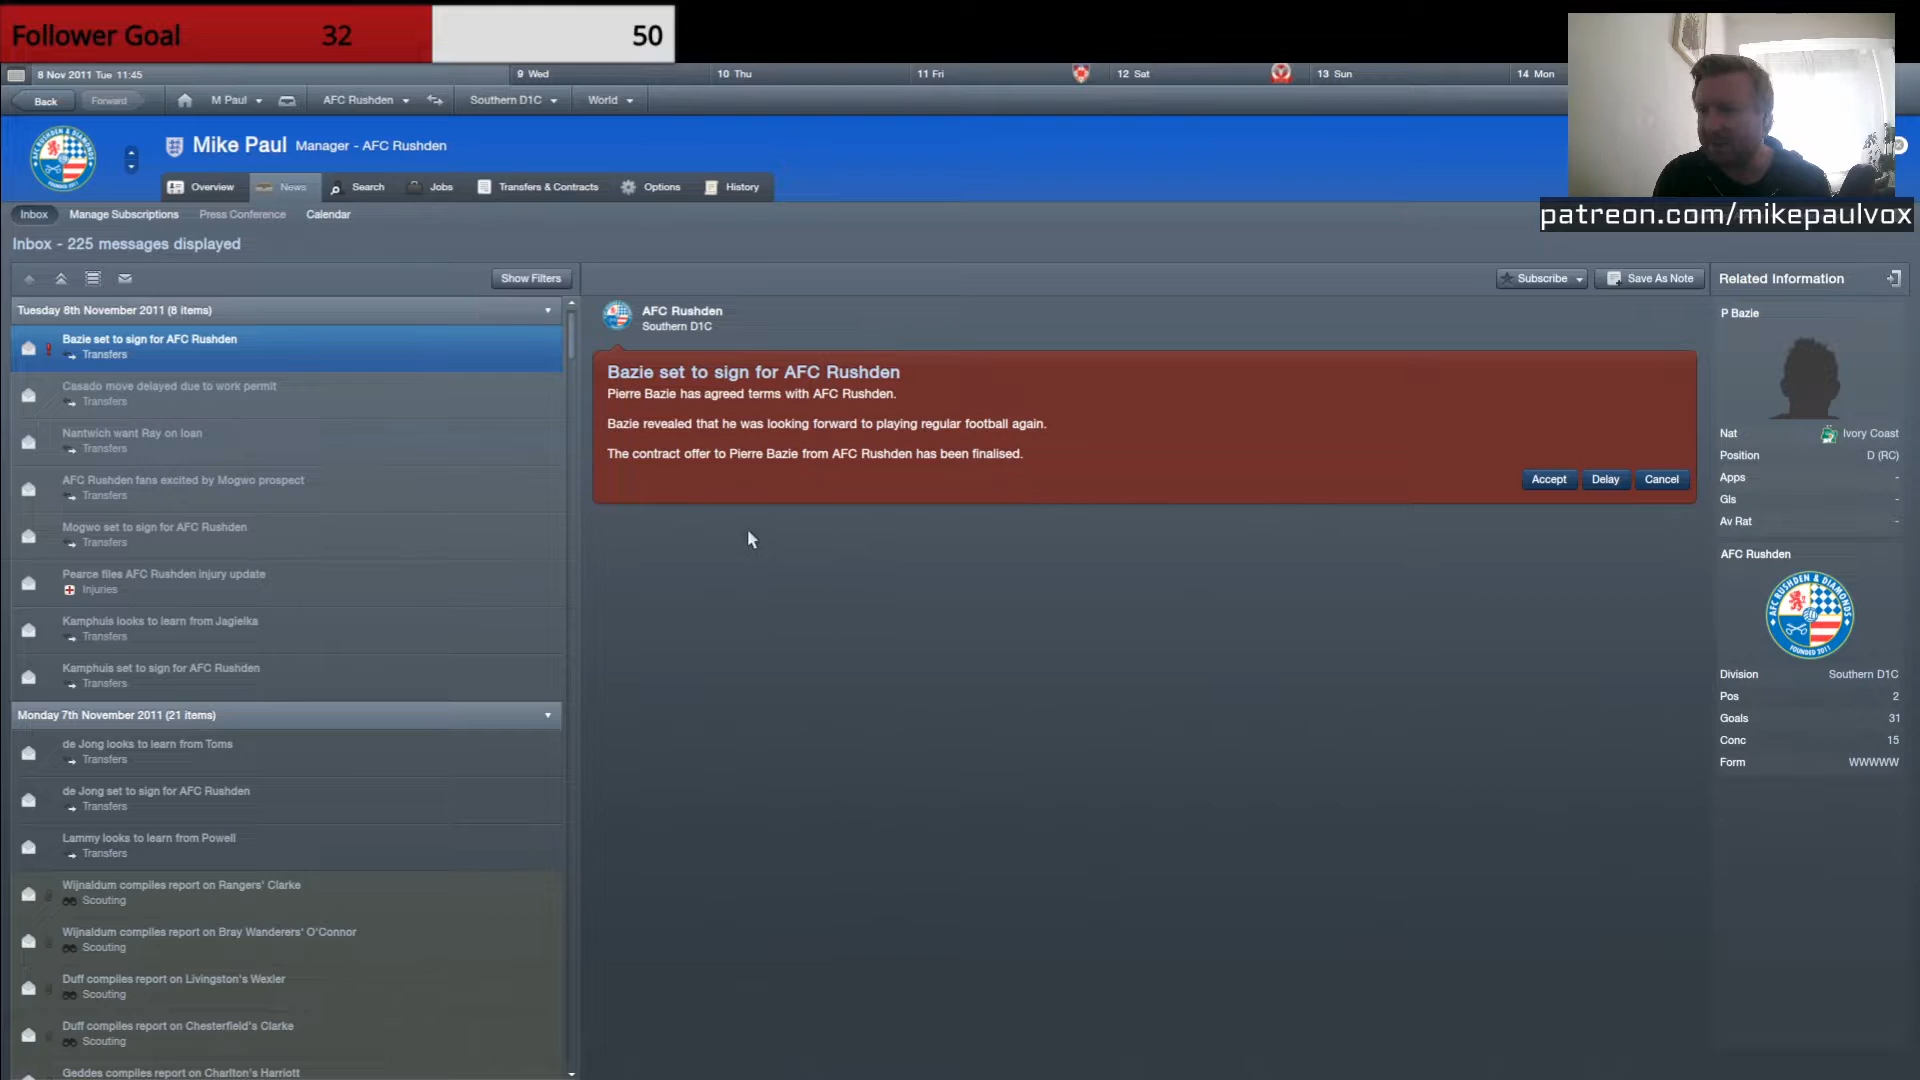 Follower Goal 32 50
8 Nov 2011 Tue 11:45 9 Wed 10 Thu 11 Fri 12 Sat 13 Sun 14 Mon
Back Forward M Paul AFC Rushden Southern D1C World
Mike Paul Manager - AFC Rushden
Overview News Search Jobs Transfers & Contracts Options History
patreon.com/mikepaulvox
Inbox Manage Subscriptions Press Conference Calendar
Inbox - 225 messages displayed
Show Filters
Subscribe Save As Note
Related Information
Tuesday 8th November 2011 (8 items)
Bazie set to sign for AFC Rushden
Transfers
Casado move delayed due to work permit
Transfers
Nantwich want Ray on loan
Transfers
AFC Rushden fans excited by Mogwo prospect
Transfers
Mogwo set to sign for AFC Rushden
Transfers
Pearce files AFC Rushden injury update
Injuries
Kamphuis looks to learn from Jagielka
Transfers
Kamphuis set to sign for AFC Rushden
Transfers
Monday 7th November 2011 (21 items)
de Jong looks to learn from Toms
Transfers
de Jong set to sign for AFC Rushden
Transfers
Lammy looks to learn from Powell
Transfers
Wijnaldum compiles report on Rangers' Clarke
Scouting
Wijnaldum compiles report on Bray Wanderers' O'Connor
Scouting
Duff compiles report on Livingston's Wexler
Scouting
Duff compiles report on Chesterfield's Clarke
Scouting
Geddes compiles report on Charlton's Harriott
AFC Rushden
Southern D1C
Bazie set to sign for AFC Rushden
Pierre Bazie has agreed terms with AFC Rushden.
Bazie revealed that he was looking forward to playing regular football again.
The contract offer to Pierre Bazie from AFC Rushden has been finalised.
Accept Delay Cancel
P Bazie
Nat Ivory Coast
Position D (RC)
Apps -
Gls -
Av Rat -
AFC Rushden
AFC RUSHDEN & DIAMONDS
FOUNDED 2011
Division Southern D1C
Pos 2
Goals 31
Conc 15
Form WWWWW